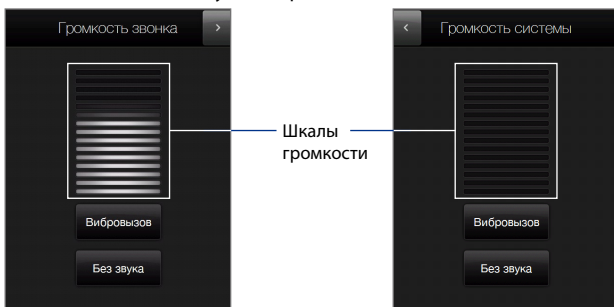 Громкость звонка
Громкость системы
Шкалы
громкости
Вибровызов
Вибровызов
Без звука
Без звука